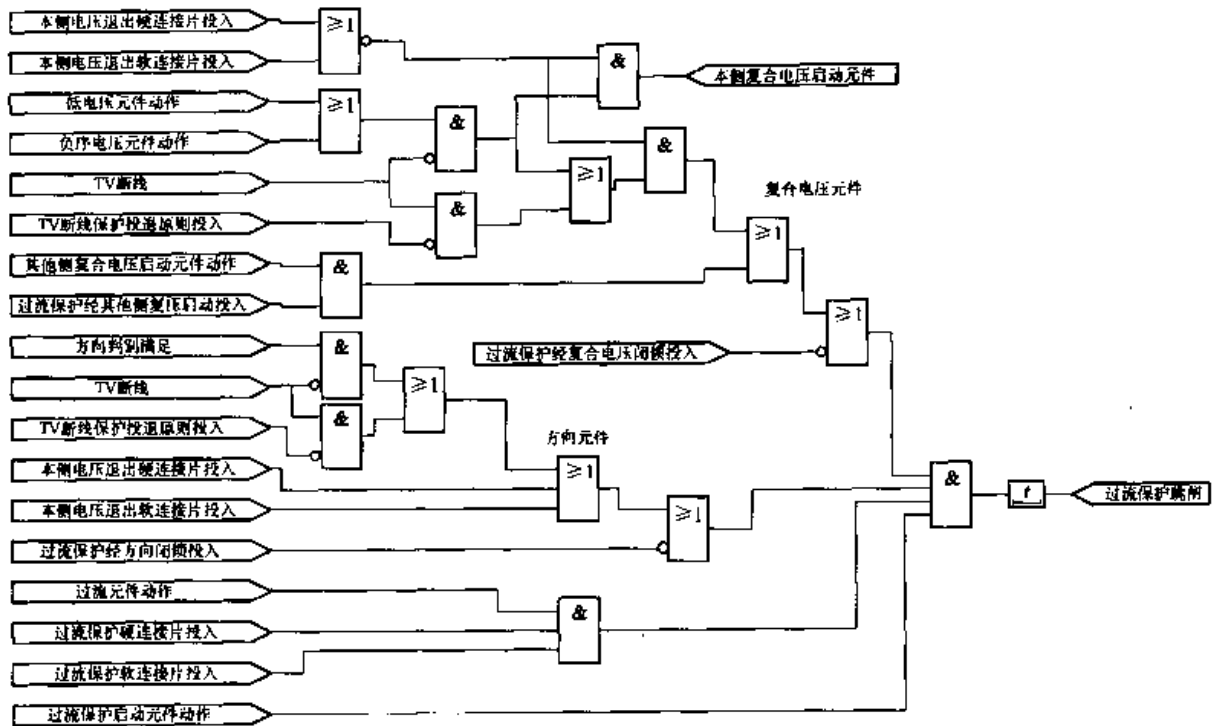 本侧电压退出硬连接片投入
≥1
本侧电压退出软连接片投入
&
本侧复合电压启动元件
低电压元件动作
≥1
&
负序电压元件动作
&
TV断线
≥1
复合电压元件
TV断线保护投退原则投入
&
≥1
其他侧复合电压启动元件动作
&
过流保护经其他侧复压启动投入
≥1
方向判别满足
&
过流保护经复合电压闭锁投入
TV断线
≥1
TV断线保护投退原则投入
&
方向元件
本侧电压退出硬连接片投入
≥1
&
t
过流保护跳闸
本侧电压退出软连接片投入
≥1
过流保护经方向闭锁投入
过流元件动作
&
过流保护硬连接片投入
过流保护软连接片投入
过流保护启动元件动作